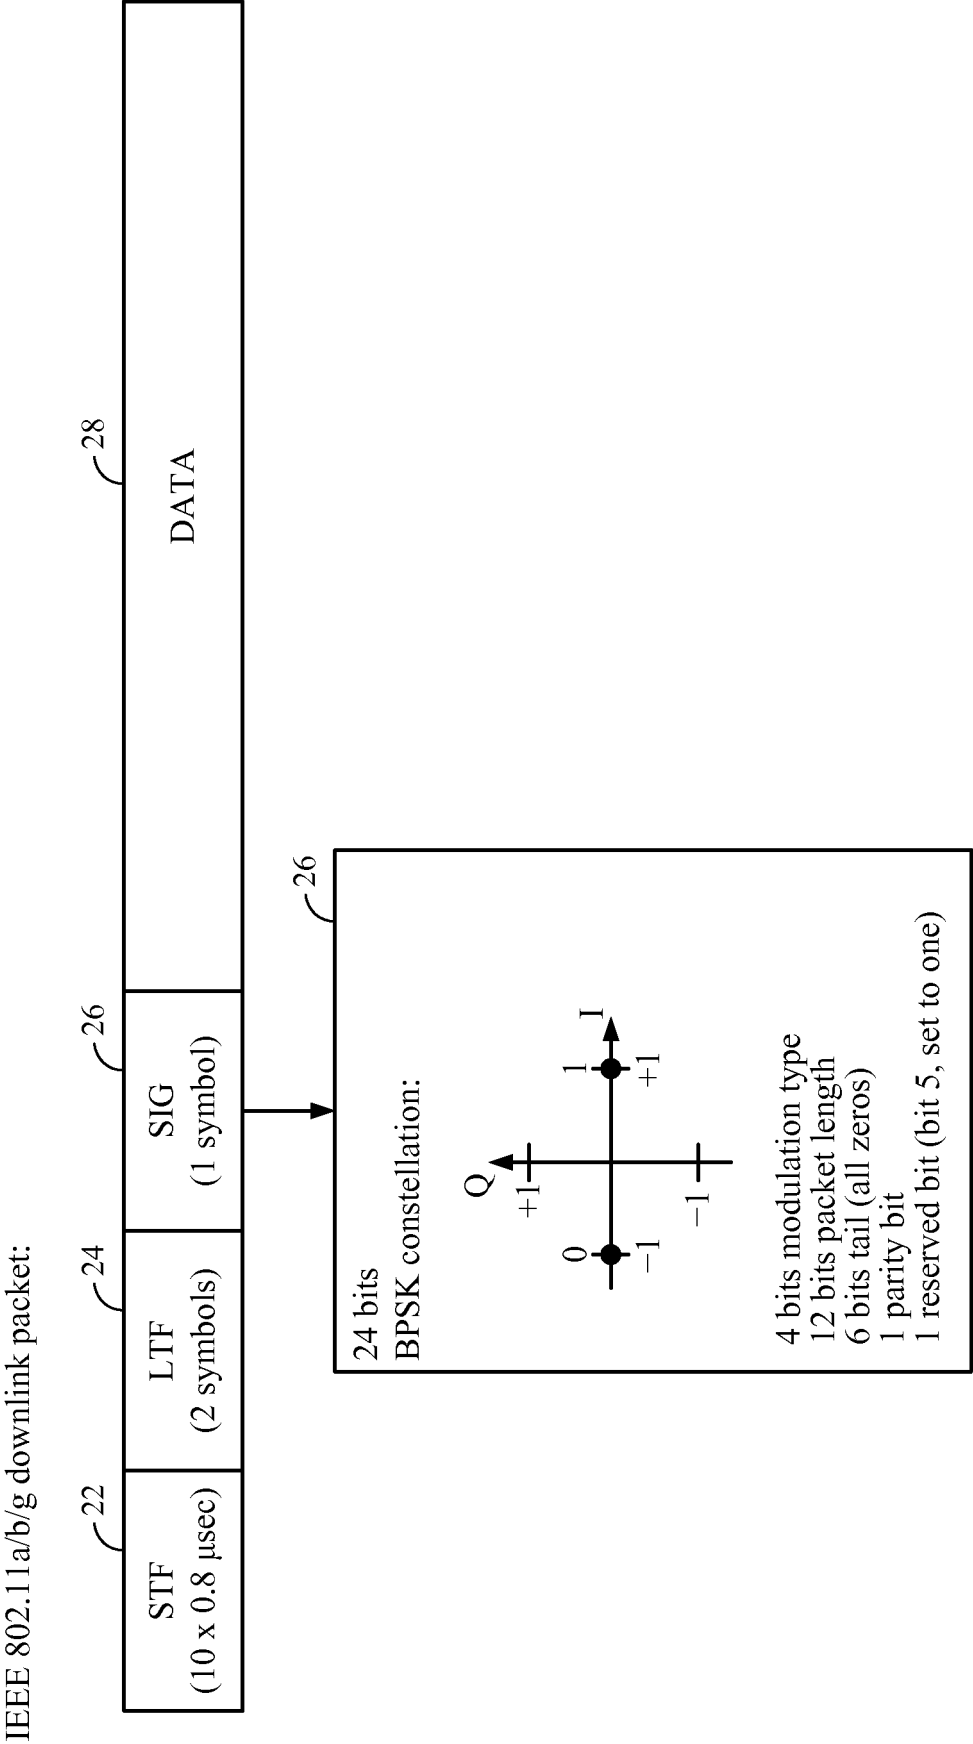 IEEE 802.11a/b/g downlink packet:
22
24
26
28
STF
(10 x 0.8 μsec)
LTF
(2 symbols)
SIG
(1 symbol)
DATA
26
24 bits
BPSK constellation:
Q
+1
0
1
I
−1
+1
−1
4 bits modulation type
12 bits packet length
6 bits tail (all zeros)
1 parity bit
1 reserved bit (bit 5, set to one)